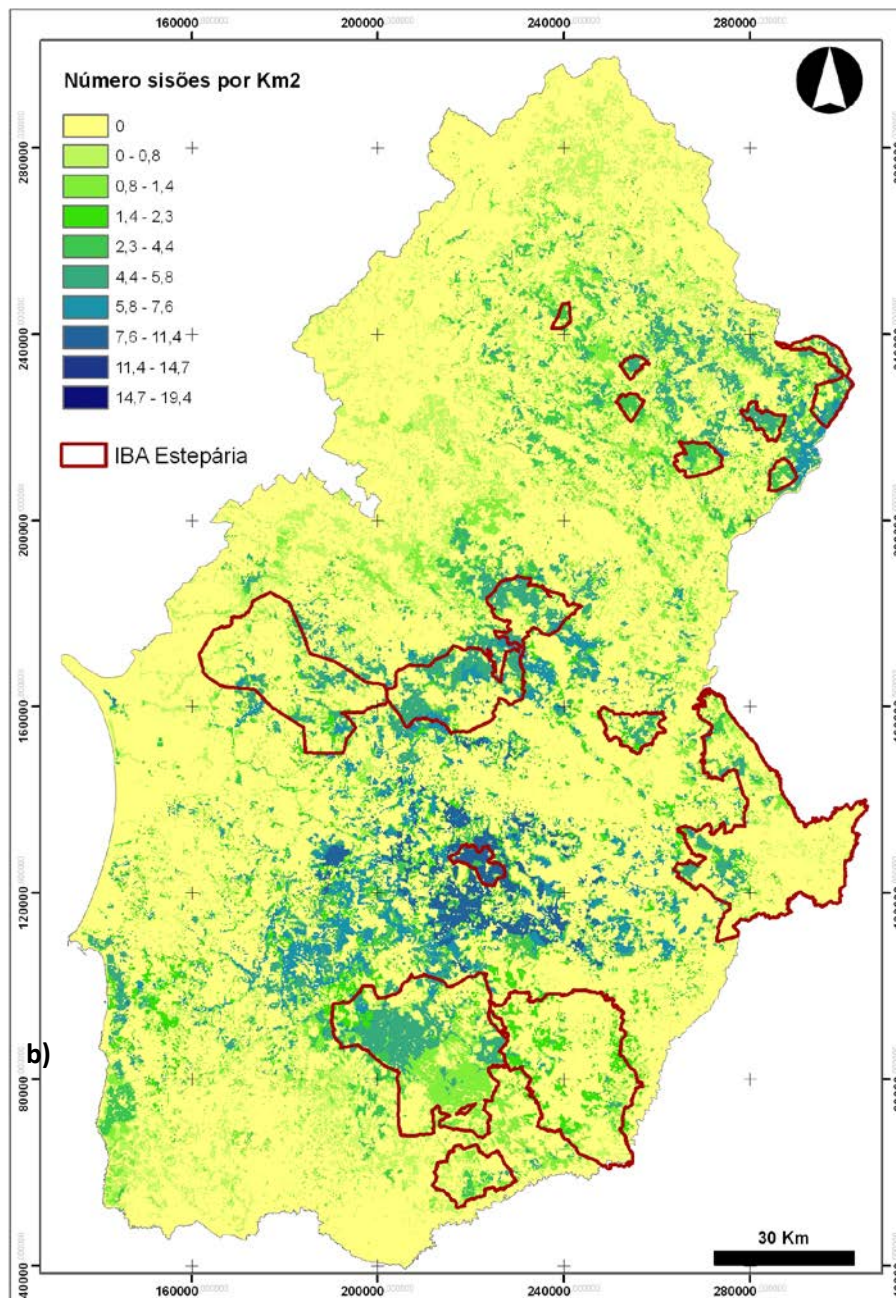 160000 200000 240000 280000
Número sisões por Km2
0
0 - 0,8
0,8 - 1,4
1,4 - 2,3
2,3 - 4,4
4,4 - 5,8
5,8 - 7,6
7,6 - 11,4
11,4 - 14,7
14,7 - 19,4
IBA Estepária
280000
240000
200000
160000
120000
b)
80000
40000
30 Km
160000 200000 240000 280000